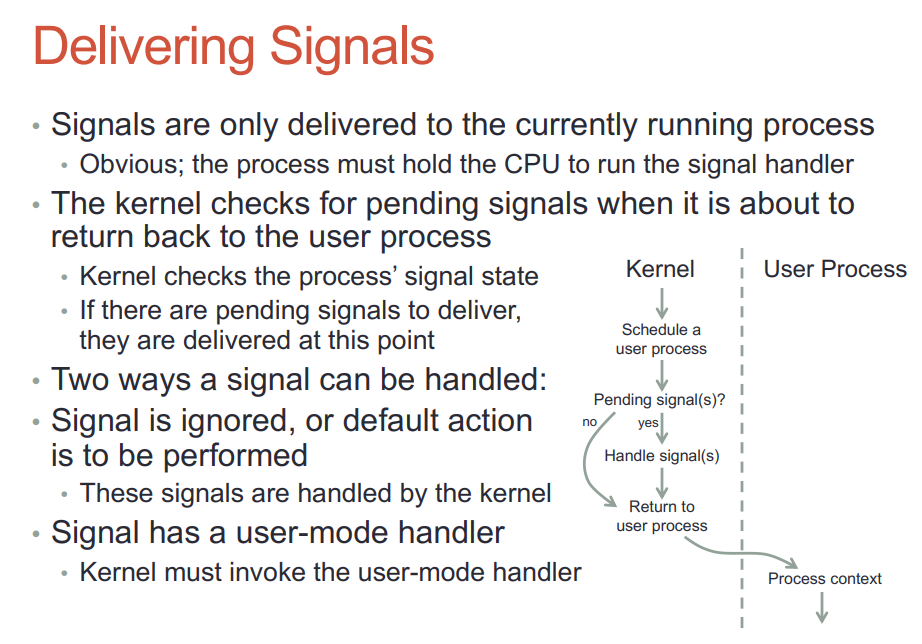 Delivering Signals
• Signals are only delivered to the currently running process
• Obvious; the process must hold the CPU to run the signal handler
• The kernel checks for pending signals when it is about to
return back to the user process
• Kernel checks the process’ signal state
• If there are pending signals to deliver,
they are delivered at this point
• Two ways a signal can be handled:
• Signal is ignored, or default action
is to be performed
• These signals are handled by the kernel
• Signal has a user-mode handler
• Kernel must invoke the user-mode handler
Kernel
User Process
Schedule a
user process
Pending signal(s)?
no
yes
Handle signal(s)
Return to
user process
Process context